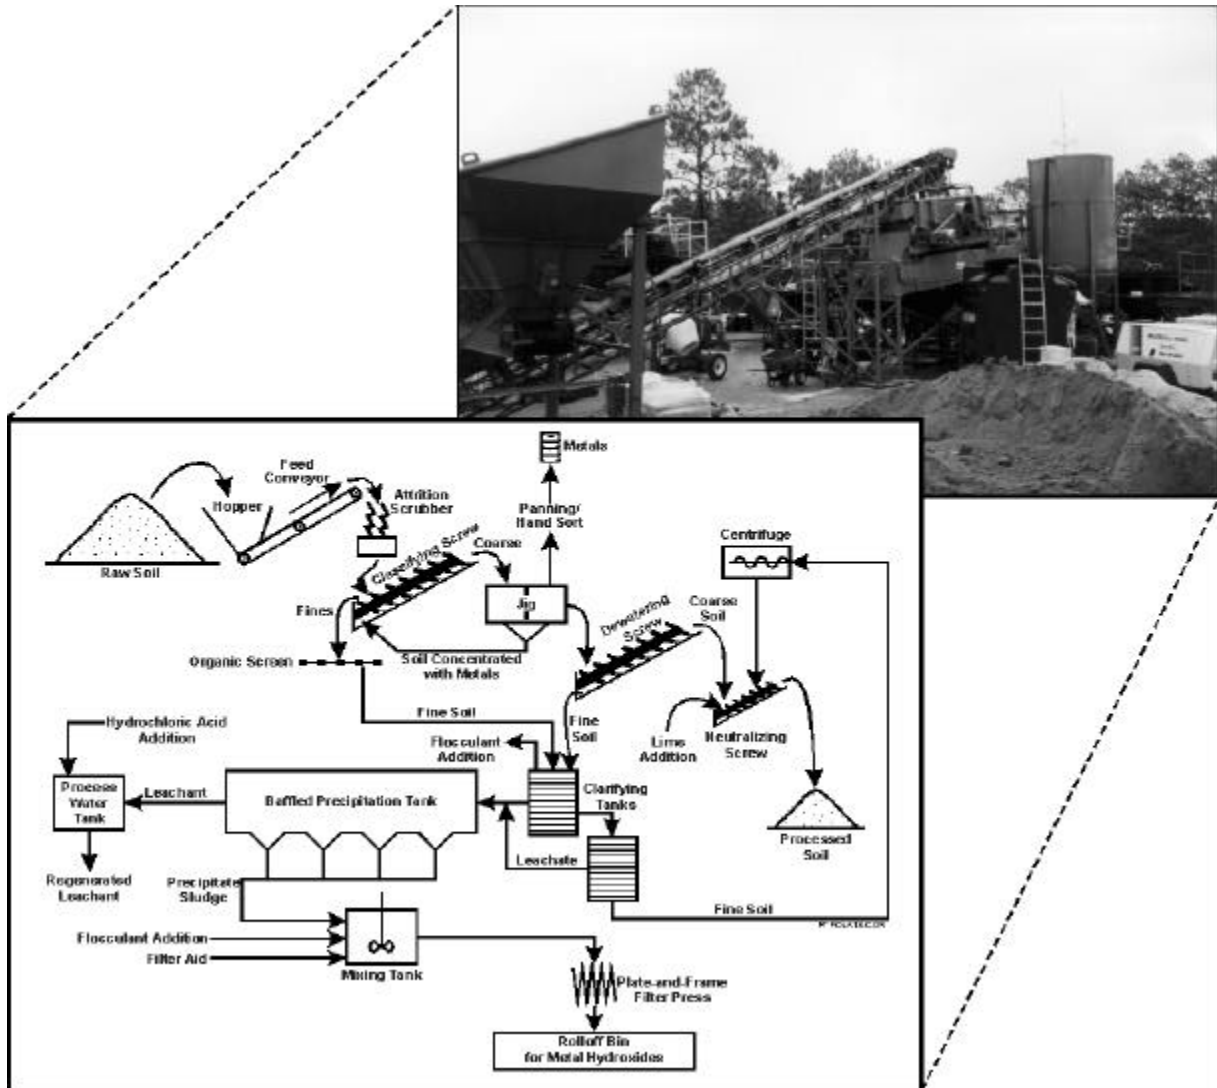 Metals
Feed
Conveyor
Hopper
Attrition
Scrubber
Panning/
Hand Sort
Raw Soil
Classifying Screw
Coarse
Centrifuge
Jig
Fines
Dewatering
Screw
Coarse
Soil
Organic Screen
Soil Concentrated
with Metals
Fine Soil
Fine
Soil
Hydrochloric Acid
Addition
Flocculant
Addition
Lime
Addition
Neutralizing
Screw
Process
Water
Tank
Leachant
Baffled Precipitation Tank
Clarifying
Tanks
Processed
Soil
Regenerated
Leachant
Precipitate
Sludge
Leachate
Fine Soil
Flosculant Addition
Filter Aid
Mixing Tank
Plate-and-Frame
Filter Press
Rolloff Bin
for Metal Hydroxides